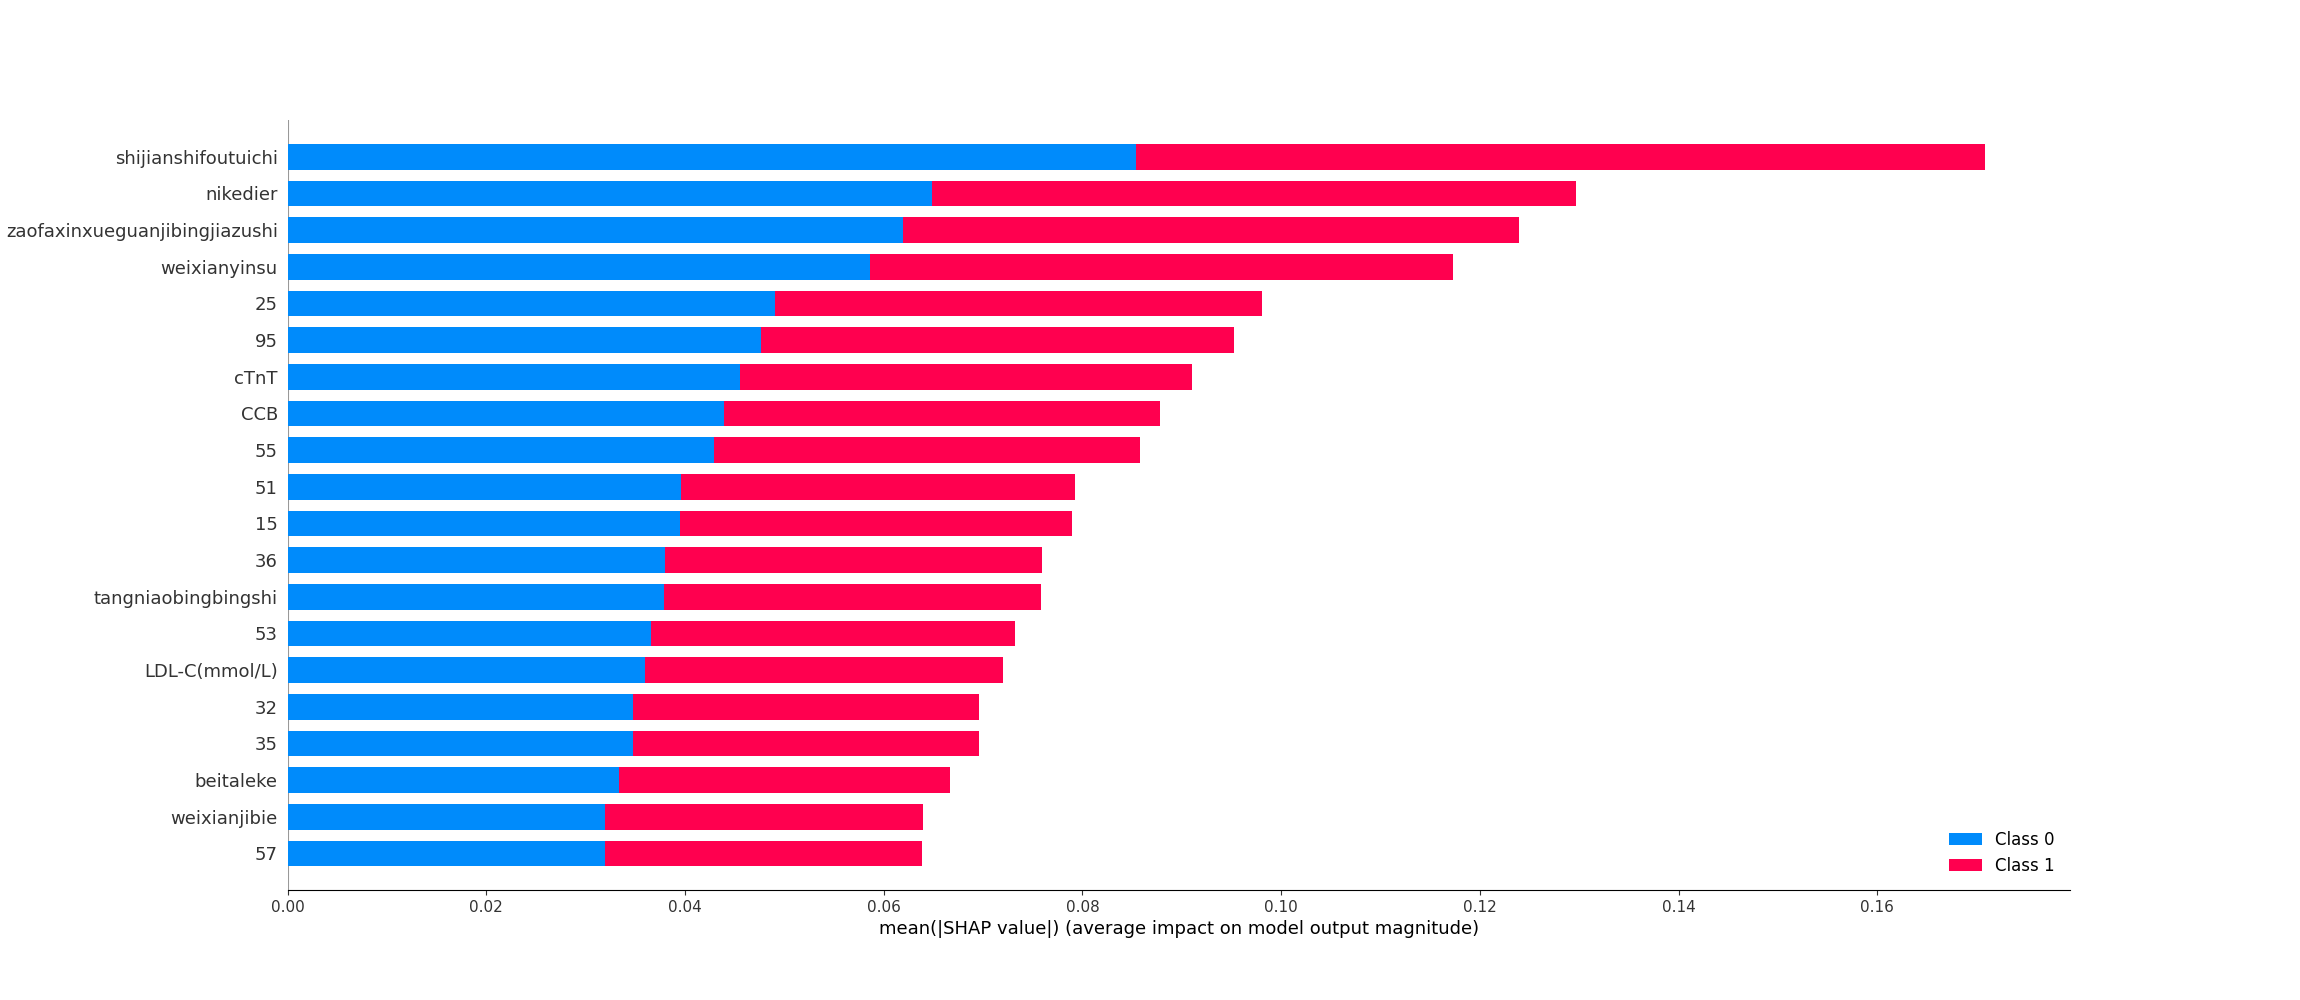 shijianshifoutuichi
nikedier
zaofaxinxueguanjibingjiazushi
weixianyinsu
25
95
cTnT
CCB
55
51
15
36
tangniaobingbingshi
53
LDL-C(mmol/L)
32
35
beitaleke
weixianjibie
57
Class 0
Class 1
0.00 0.02 0.04 0.06 0.08 0.10 0.12 0.14 0.16
mean(|SHAP value|) (average impact on model output magnitude)